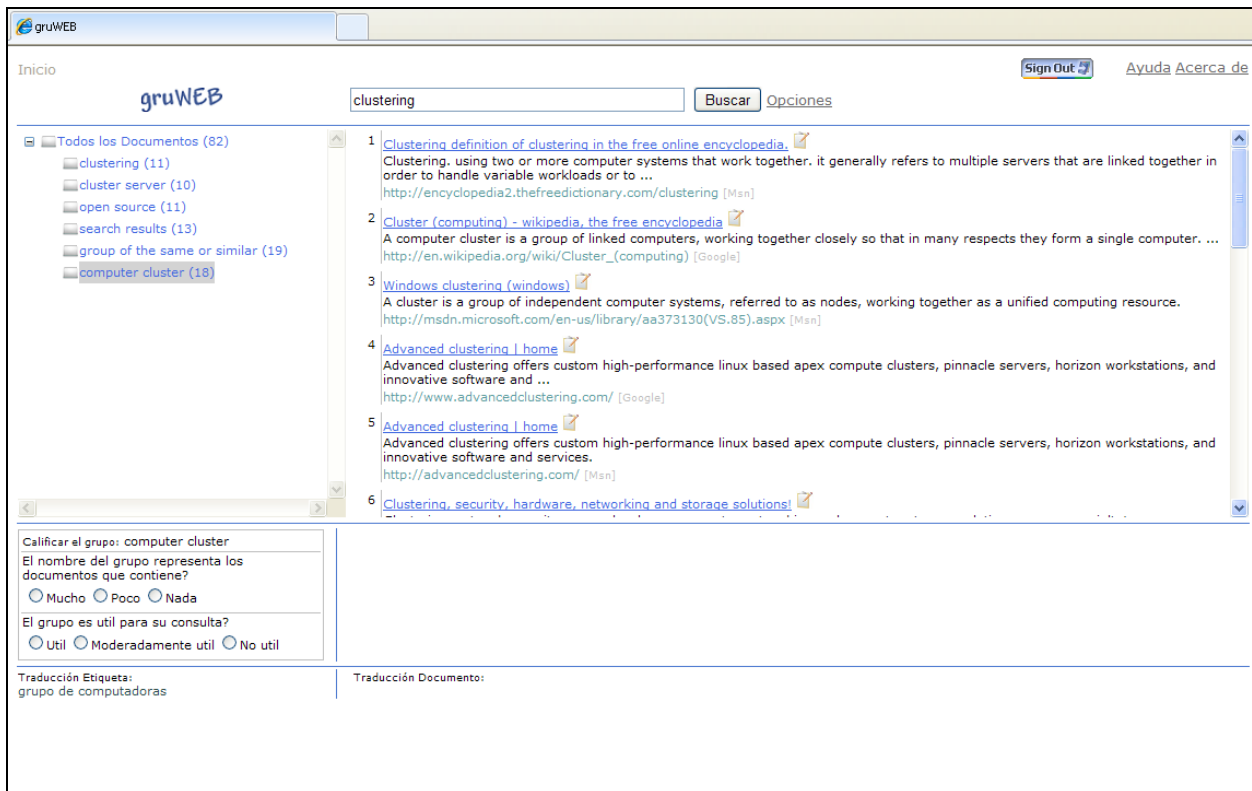 gruWEB
Inicio
Sign Out
Ayuda Acerca de
gruWEB
clustering
Buscar
Opciones
Todos los Documentos (82)
clustering (11)
cluster server (10)
open source (11)
search results (13)
group of the same or similar (19)
computer cluster (18)
1 Clustering definition of clustering in the free online encyclopedia.
Clustering. using two or more computer systems that work together. it generally refers to multiple servers that are linked together in
order to handle variable workloads or to ...
http://encyclopedia2.thefreedictionary.com/clustering [Msn]
2 Cluster (computing) - wikipedia, the free encyclopedia
A computer cluster is a group of linked computers, working together closely so that in many respects they form a single computer. ...
http://en.wikipedia.org/wiki/Cluster_(computing) [Google]
3 Windows clustering (windows)
A cluster is a group of independent computer systems, referred to as nodes, working together as a unified computing resource.
http://msdn.microsoft.com/en-us/library/aa373130(VS.85).aspx [Msn]
4 Advanced clustering | home
Advanced clustering offers custom high-performance linux based apex compute clusters, pinnacle servers, horizon workstations, and
innovative software and ...
http://www.advancedclustering.com/ [Google]
5 Advanced clustering | home
Advanced clustering offers custom high-performance linux based apex compute clusters, pinnacle servers, horizon workstations, and
innovative software and services.
http://advancedclustering.com/ [Msn]
6 Clustering, security, hardware, networking and storage solutions!
Calificar el grupo: computer cluster
El nombre del grupo representa los
documentos que contiene?
Mucho Poco Nada
El grupo es util para su consulta?
Util Moderadamente util No util
Traducción Etiqueta:
grupo de computadoras
Traducción Documento: